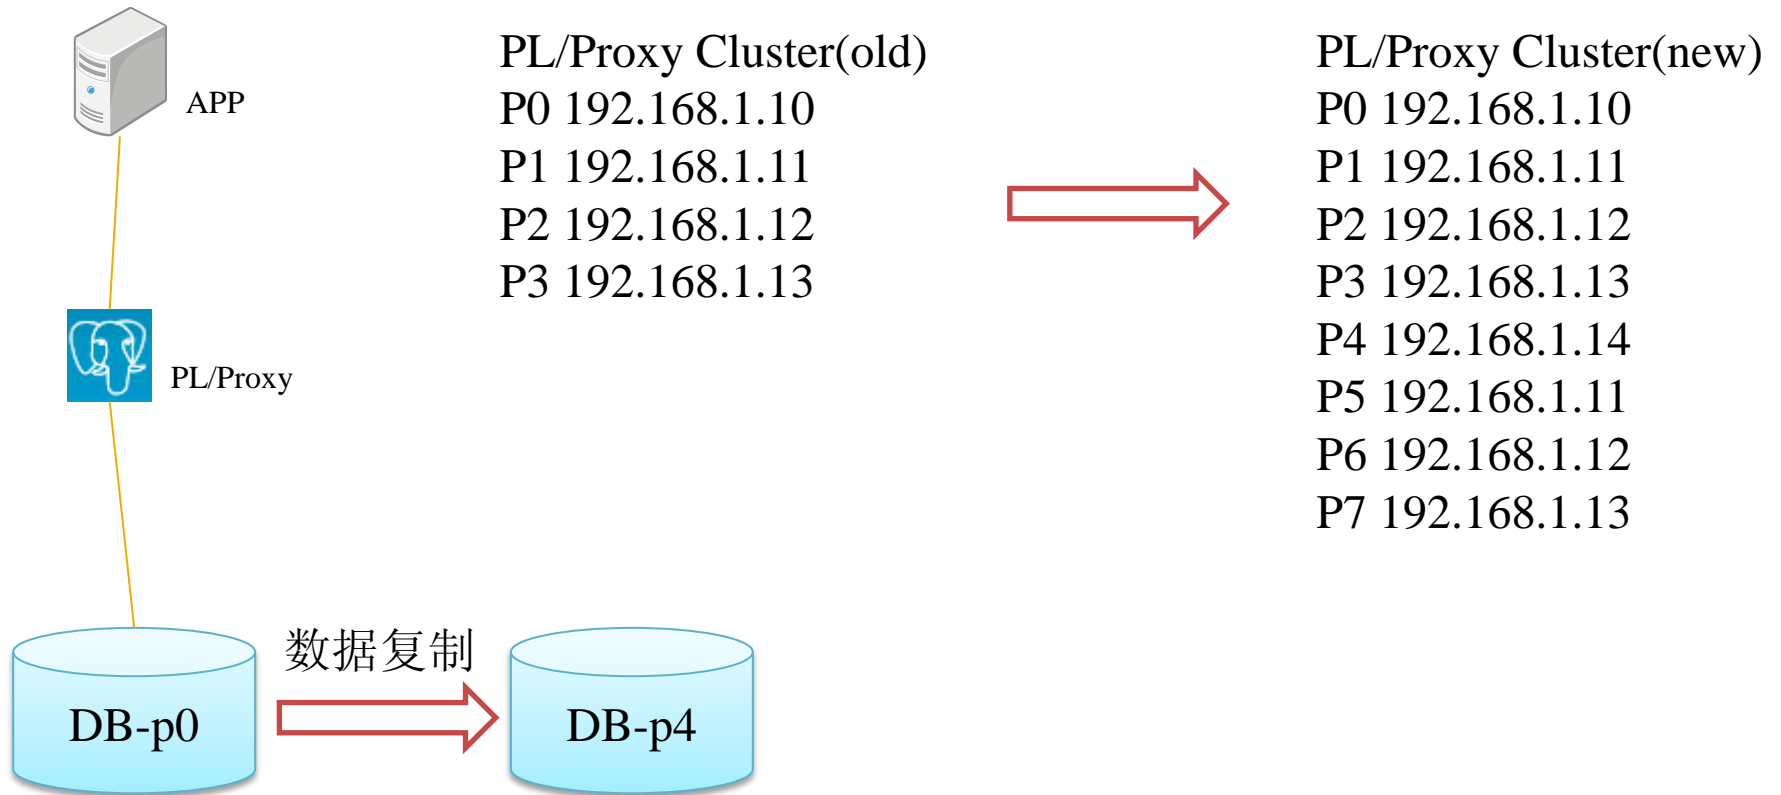 APP
PL/Proxy
PL/Proxy Cluster(old)
P0 192.168.1.10
P1 192.168.1.11
P2 192.168.1.12
P3 192.168.1.13
PL/Proxy Cluster(new)
P0 192.168.1.10
P1 192.168.1.11
P2 192.168.1.12
P3 192.168.1.13
P4 192.168.1.14
P5 192.168.1.11
P6 192.168.1.12
P7 192.168.1.13
DB-p0
数据复制
DB-p4